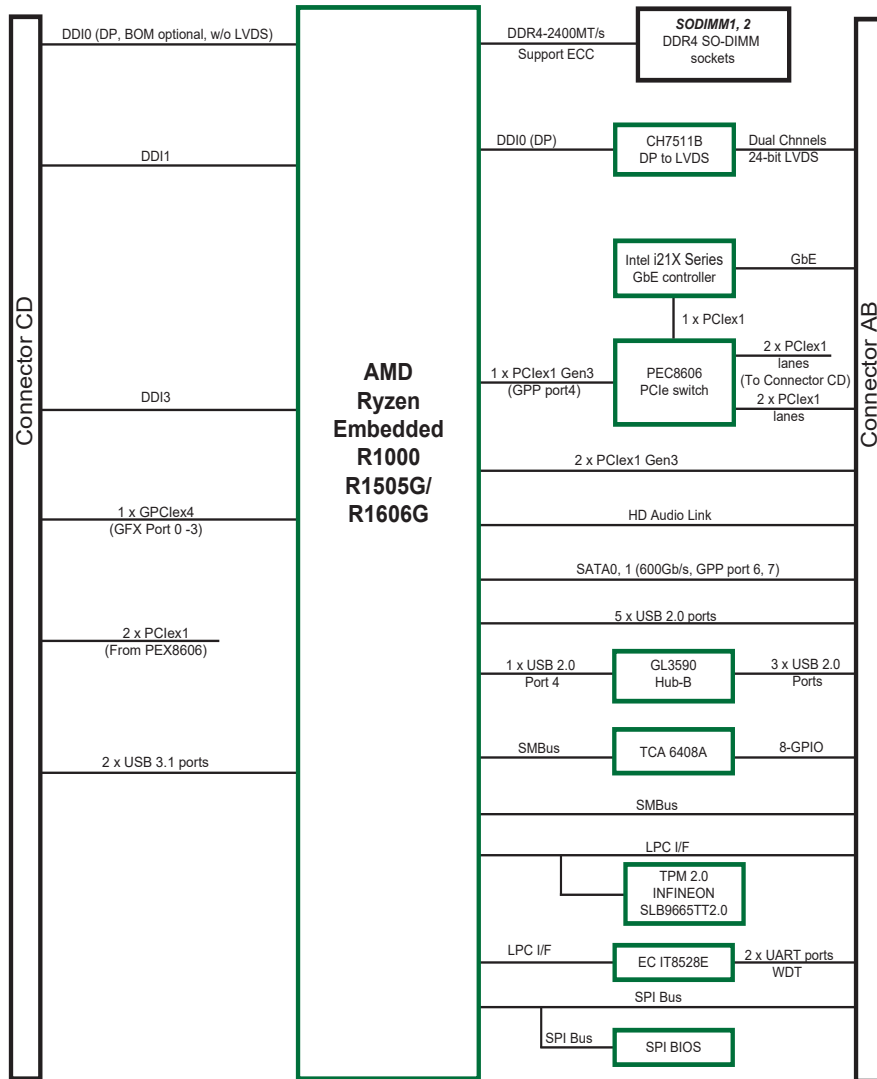 Connector CD
DDI0 (DP, BOM optional, w/o LVDS)
DDI1
DDI3
1 x GPCIex4
(GFX Port 0 -3)
2 x PCIex1
(From PEX8606)
2 x USB 3.1 ports
AMD
Ryzen
Embedded
R1000
R1505G/
R1606G
DDR4-2400MT/s
Support ECC
SODIMM1, 2
DDR4 SO-DIMM
sockets
DDI0 (DP)
CH7511B
DP to LVDS
Dual Chnnels
24-bit LVDS
Intel i21X Series
GbE controller
GbE
1 x PCIex1
1 x PCIex1 Gen3
(GPP port4)
PEC8606
PCIe switch
2 x PCIex1
lanes
(To Connector CD)
2 x PCIex1
lanes
2 x PCIex1 Gen3
HD Audio Link
SATA0, 1 (600Gb/s, GPP port 6, 7)
5 x USB 2.0 ports
1 x USB 2.0
Port 4
GL3590
Hub-B
3 x USB 2.0
Ports
SMBus
TCA 6408A
8-GPIO
SMBus
LPC I/F
TPM 2.0
INFINEON
SLB9665TT2.0
LPC I/F
EC IT8528E
2 x UART ports
WDT
SPI Bus
SPI Bus
SPI BIOS
Connector AB